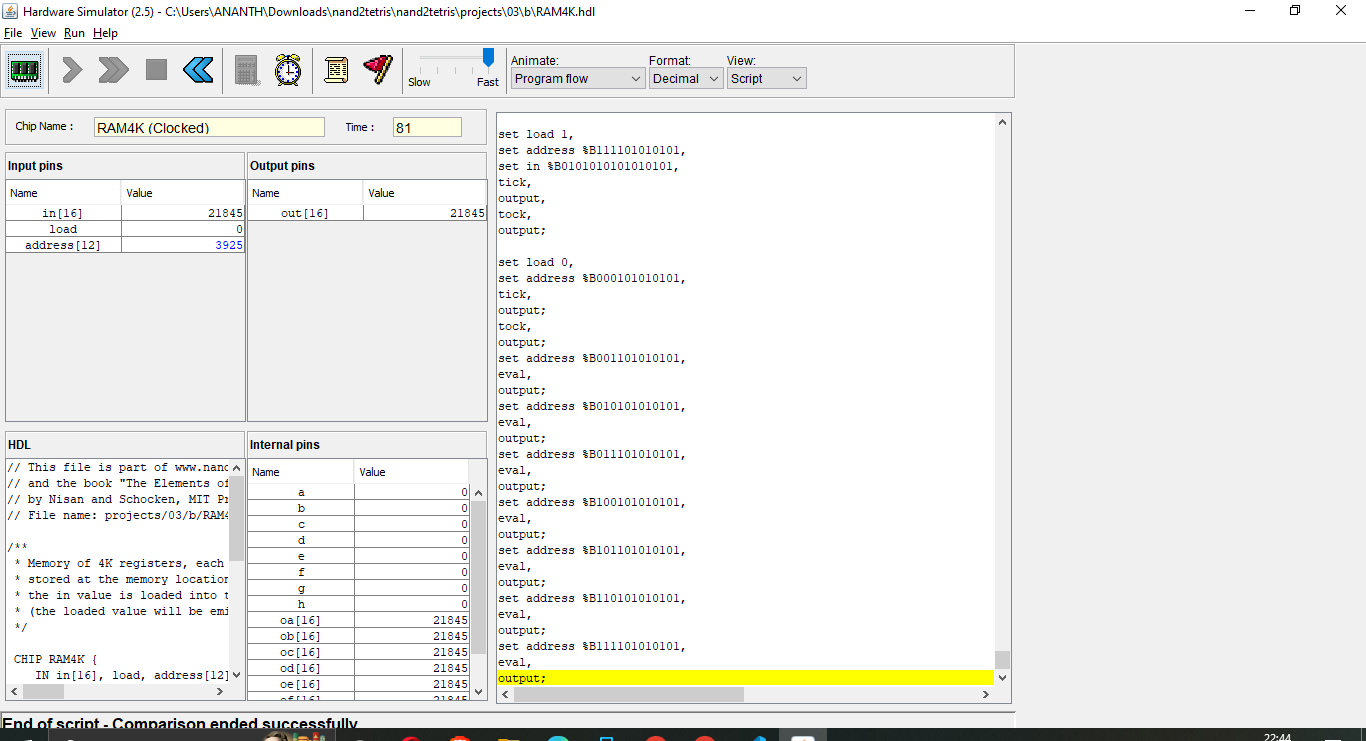 Hardware Simulator (2.5) - C:\Users\ANANTH\Downloads\nand2tetris\nand2tetris\projects\03\b\RAM4K.hdl
File View Run Help
Slow Fast
Animate: Format: View:
Program flow Decimal Script
Chip Name : RAM4K (Clocked) Time : 81
Input pins
Name Value
in[16] 21845
load 0
address[12] 3925
Output pins
Name Value
out[16] 21845
HDL
// This file is part of www.nand
// and the book "The Elements of
// by Nisan and Schocken, MIT Pr
// File name: projects/03/b/RAM4
/**
* Memory of 4K registers, each
* stored at the memory location
* the in value is loaded into t
* (the loaded value will be emi
*/
CHIP RAM4K {
IN in[16], load, address[12]
Internal pins
Name Value
a 0
b 0
c 0
d 0
e 0
f 0
g 0
h 0
oa[16] 21845
ob[16] 21845
oc[16] 21845
od[16] 21845
oe[16] 21845
of[16] 21845
set load 1,
set address %B111101010101,
set in %B0101010101010101,
tick,
output,
tock,
output;
set load 0,
set address %B000101010101,
tick,
output;
tock,
output;
set address %B001101010101,
eval,
output;
set address %B010101010101,
eval,
output;
set address %B011101010101,
eval,
output;
set address %B100101010101,
eval,
output;
set address %B101101010101,
eval,
output;
set address %B110101010101,
eval,
output;
set address %B111101010101,
eval,
output;
End of script - Comparison ended successfully
22:44